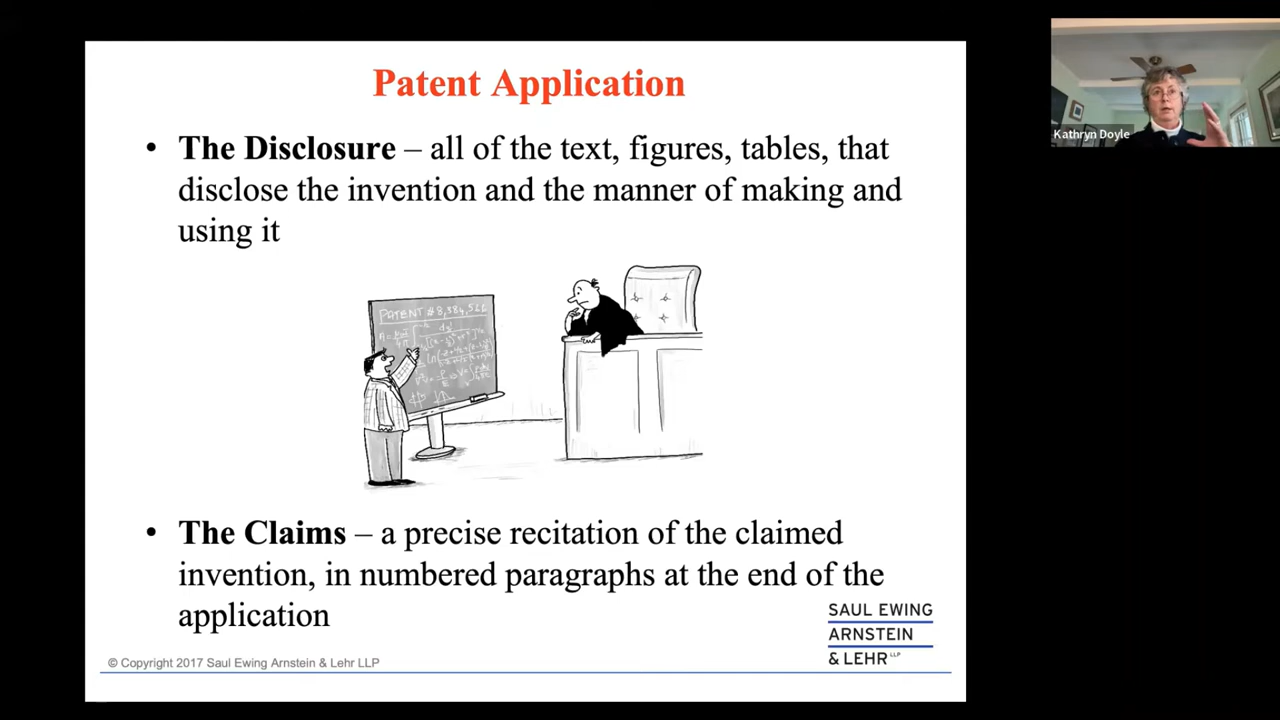 Patent Application
• The Disclosure – all of the text, figures, tables, that
disclose the invention and the manner of making and
using it
PATENT #8,384,521
• The Claims – a precise recitation of the claimed
invention, in numbered paragraphs at the end of the
application
SAUL EWING
ARNSTEIN
& LEHR LLP
© Copyright 2017 Saul Ewing Arnstein & Lehr LLP
Kathryn Doyle